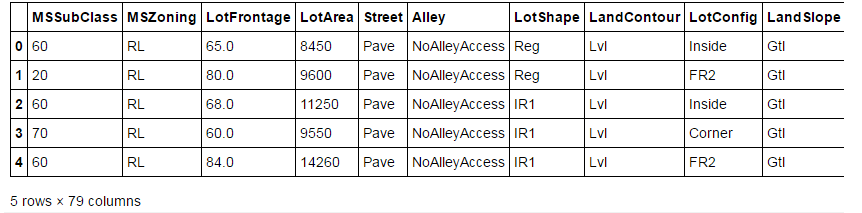 MSSubClass MSZoning LotFrontage LotArea Street Alley LotShape LandContour LotConfig LandSlope
0 60 RL 65.0 8450 Pave NoAlleyAccess Reg Lvl Inside Gtl
1 20 RL 80.0 9600 Pave NoAlleyAccess Reg Lvl FR2 Gtl
2 60 RL 68.0 11250 Pave NoAlleyAccess IR1 Lvl Inside Gtl
3 70 RL 60.0 9550 Pave NoAlleyAccess IR1 Lvl Corner Gtl
4 60 RL 84.0 14260 Pave NoAlleyAccess IR1 Lvl FR2 Gtl
5 rows × 79 columns